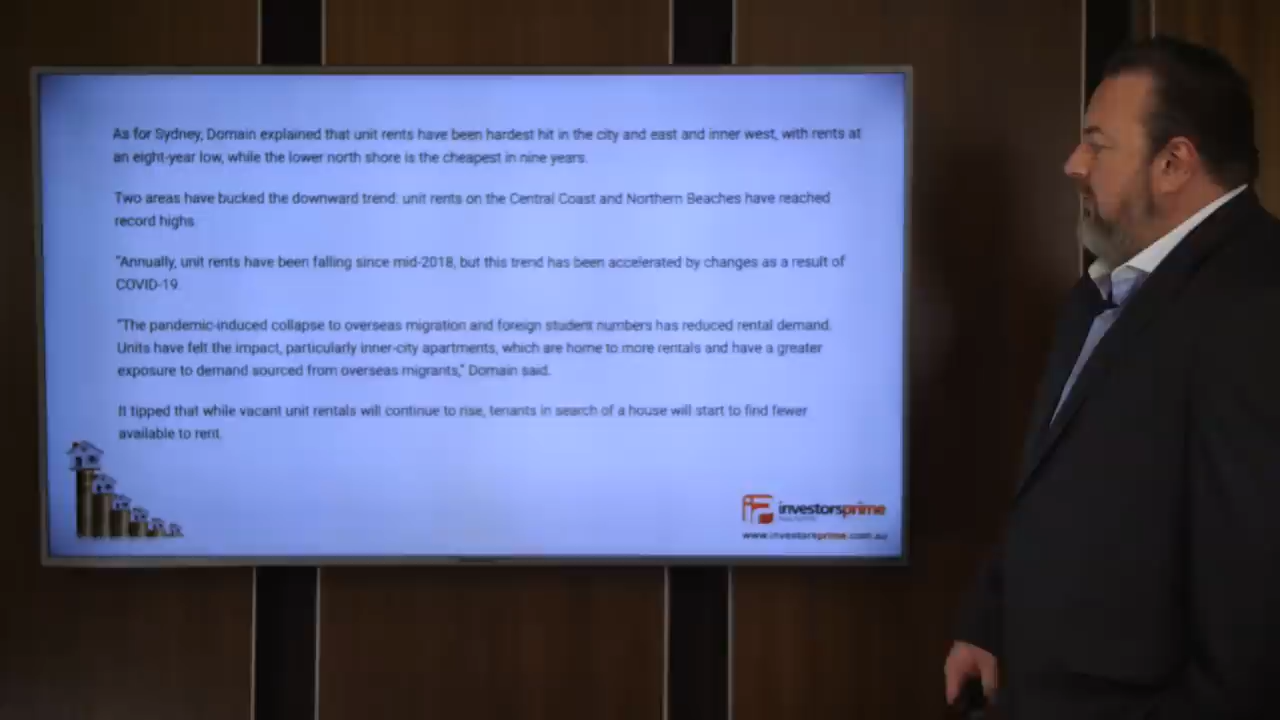 As for Sydney, Domain explained that unit rents have been hardest hit in the city and east and inner west, with rents at
an eight-year low, while the lower north shore is the cheapest in nine years.
Two areas have bucked the downward trend: unit rents on the Central Coast and Northern Beaches have reached
record highs.
"Annually, unit rents have been falling since mid-2018, but this trend has been accelerated by changes as a result of
COVID-19.
"The pandemic-induced collapse to overseas migration and foreign student numbers has reduced rental demand.
Units have felt the impact, particularly inner-city apartments, which are home to more rentals and have a greater
exposure to demand sourced from overseas migrants," Domain said.
It tipped that while vacant unit rentals will continue to rise, tenants in search of a house will start to find fewer
available to rent.
investorsprime
www.investorsprime.com.au